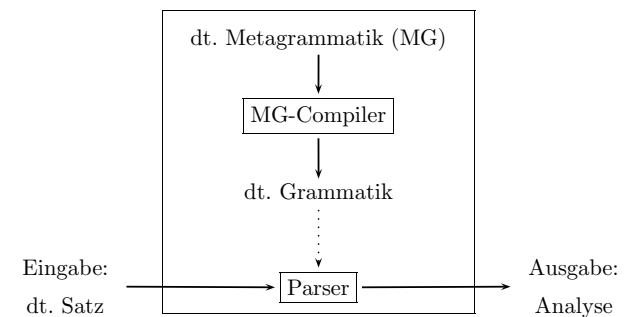 dt. Metagrammatik (MG)
MG-Compiler
dt. Grammatik
Eingabe:
dt. Satz
Parser
Ausgabe:
Analyse